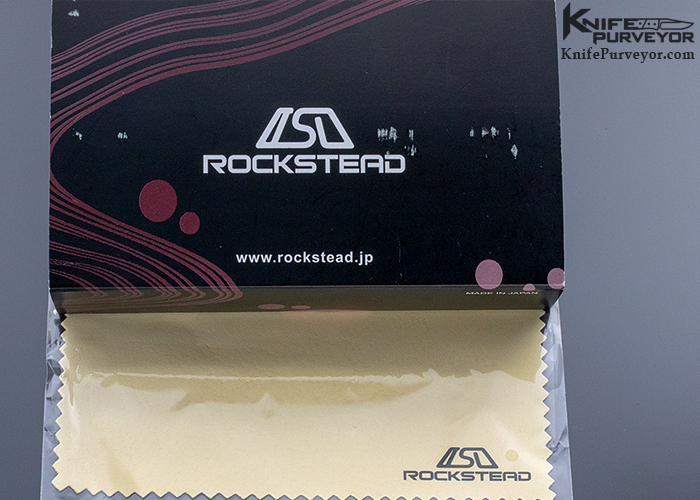 KNIFE
PURVEYOR
KnifePurveyor.com
ROCKSTEAD
www.rockstead.jp
MADE IN JAPAN
ROCKSTEAD